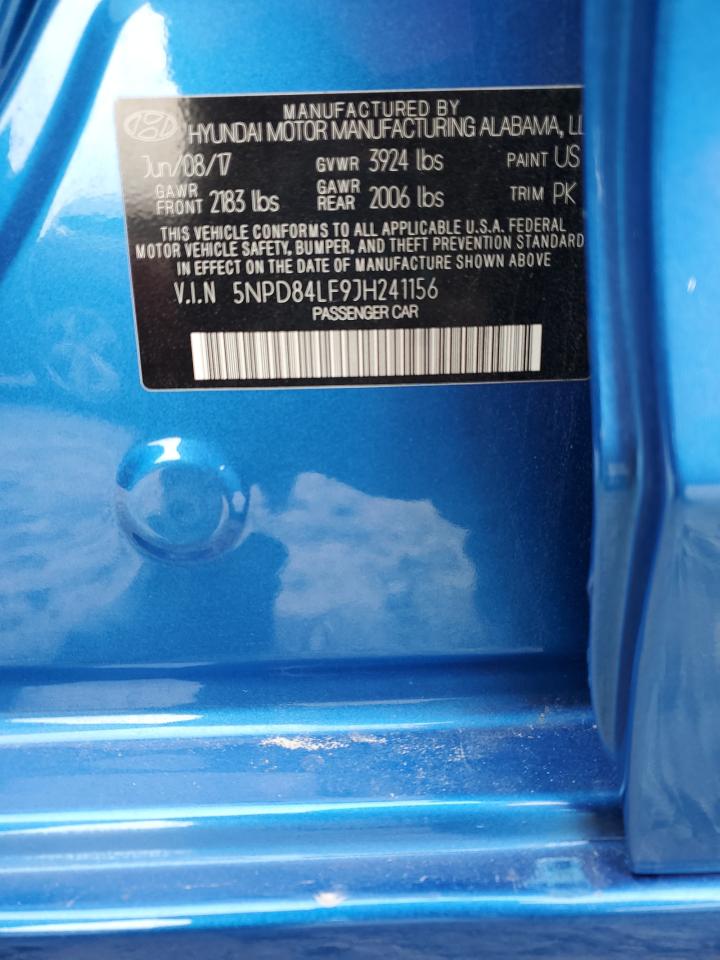 MANUFACTURED BY
HYUNDAI MOTOR MANUFACTURING ALABAMA,
Jun/08/17 GVWR 3924 lbs PAINT US
GAWR FRONT 2183 lbs GAWR REAR 2006 lbs TRIM PK
THIS VEHICLE CONFORMS TO ALL APPLICABLE U.S.A. FEDERAL
MOTOR VEHICLE SAFETY, BUMPER, AND THEFT PREVENTION STANDARD
IN EFFECT ON THE DATE OF MANUFACTURE SHOWN ABOVE
V.I.N 5NPD84LF9JH241156
PASSENGER CAR